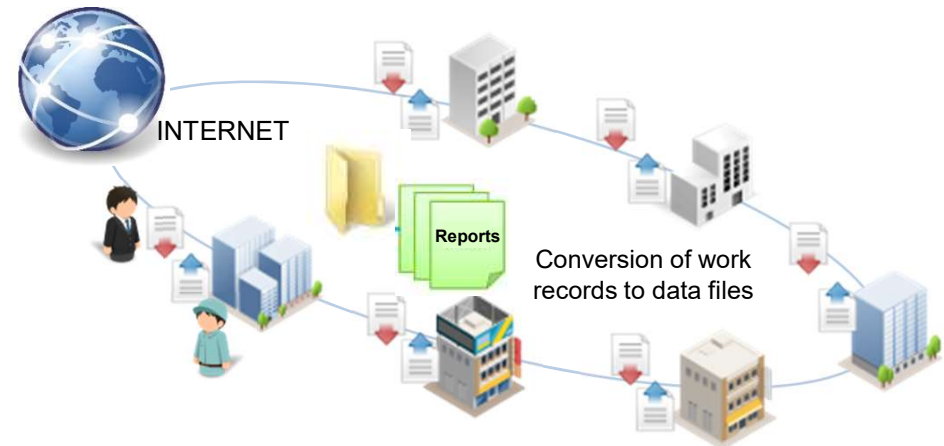 INTERNET
Reports
Conversion of work
records to data files